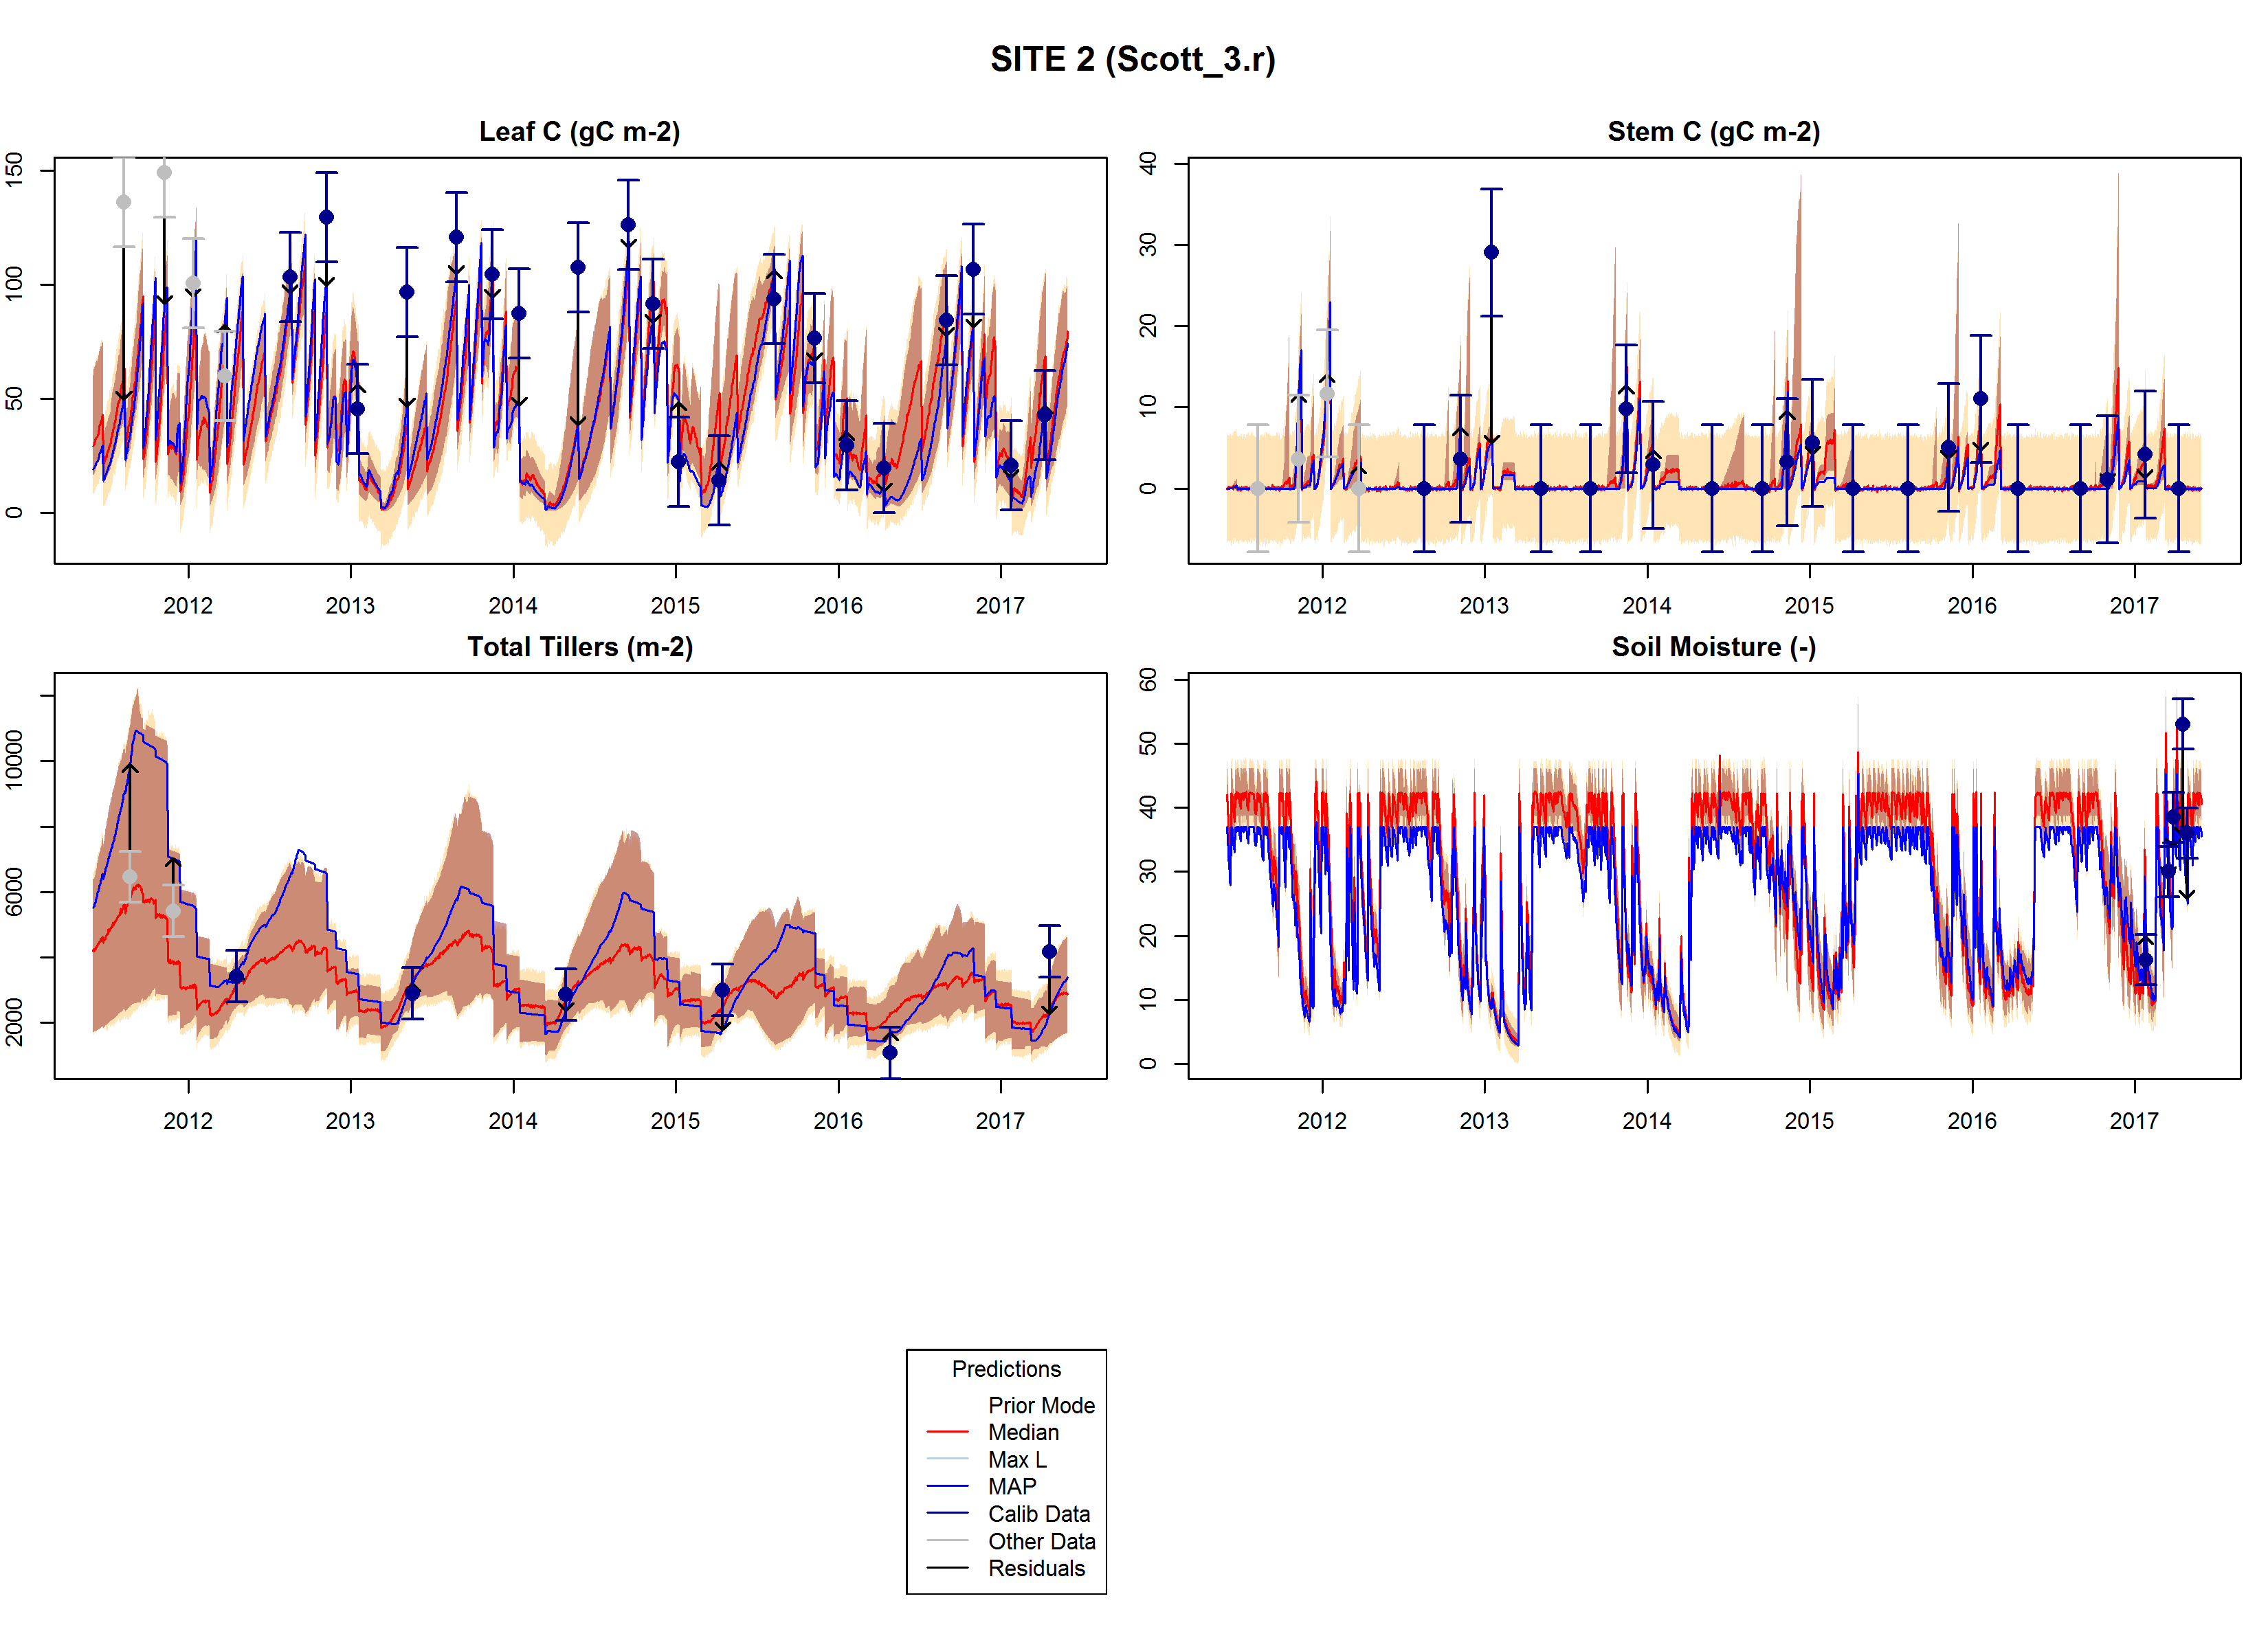 SITE 2 (Scott_3.r)
Leaf C (gC m-2)
150
100
50
0
2012 2013 2014 2015 2016 2017
Stem C (gC m-2)
40
30
20
10
0
2012 2013 2014 2015 2016 2017
Total Tillers (m-2)
10000
6000
2000
2012 2013 2014 2015 2016 2017
Soil Moisture (-)
60
50
40
30
20
10
0
2012 2013 2014 2015 2016 2017
Predictions
Prior Mode
Median
Max L
MAP
Calib Data
Other Data
Residuals